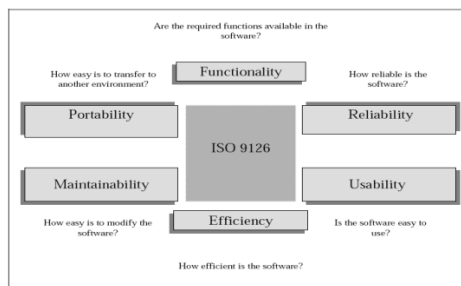 Are the required functions available in the
software?
How easy is to transfer to
another environment?
Functionality
How reliable is the
software?
Portability
Reliability
ISO 9126
Maintainability
Usability
How easy is to modify the
software?
Efficiency
Is the software easy to
use?
How efficient is the software?